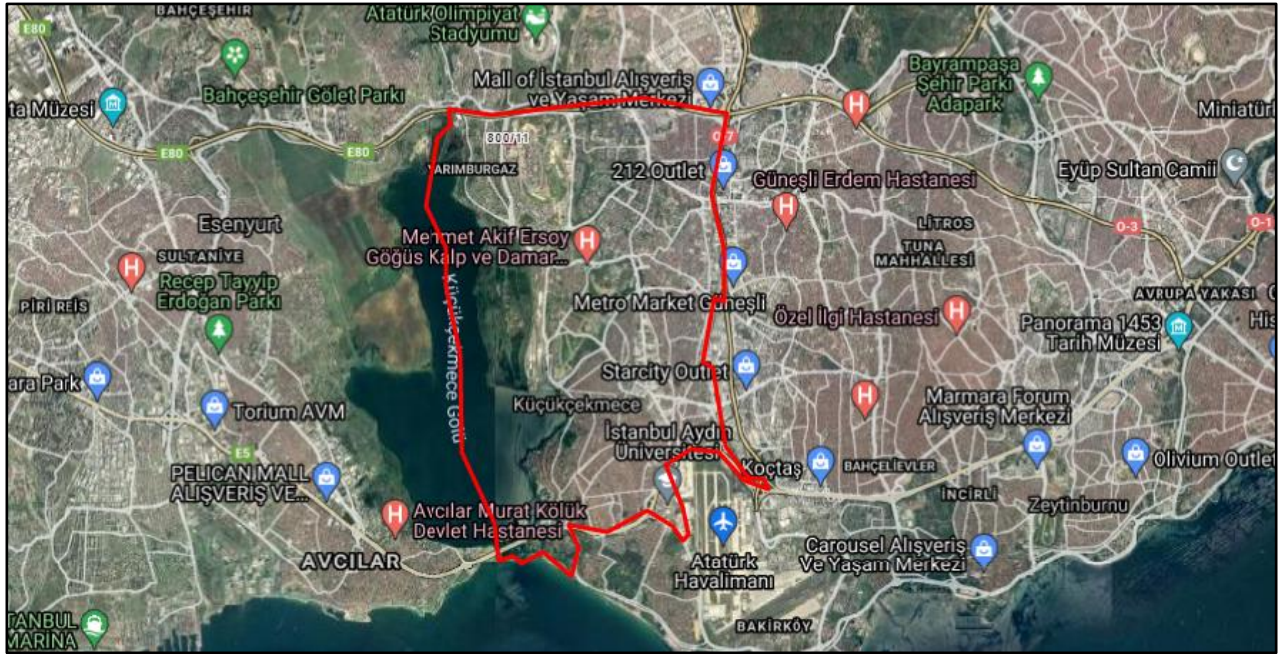 BAHÇEŞEHİR
E80
Atatürk Olimpiyat
Stadyumu
Bayrampaşa
Şehir Parkı
Adapark
Mall of İstanbul Alışveriş
ve Yaşam Merkezi
H
Bahçeşehir Gölet Parkı
ta Müzesi
Miniatür
800/11
O-7
E80
E80
YARIMBURGAZ
212 Outlet
Güneşli Erdem Hastanesi
Eyüp Sultan Camii
Esenyurt
H
LİTROS
O-3
O-1
Mehmet Akif Ersoy
Göğüs Kalp ve Damar...
H
TUNA
MAHHALLESİ
SULTANİYE
H
Recep Tayyip
Erdoğan Parkı
Küçükçekmece Gölü
Metro Market Güneşli
AVRUPA YAKASI
PİRİ REİS
Özel İlgi Hastanesi
H
Panorama 1453
Tarih Müzesi
His
Starcity Outlet
ara Park
Torium AVM
Küçükçekmece
H
Marmara Forum
Alışveriş Merkezi
İstanbul Aydın
Üniversitesi
E5
Koçtaş
BAHÇELİEVLER
Olivium Outlet
PELICAN MALL
ALIŞVERİŞ VE...
İNCİRLİ
Zeytinburnu
H
Avcılar Murat Kölük
Devlet Hastanesi
AVCILAR
Atatürk
Havalimanı
Carousel Alışveriş
Ve Yaşam Merkezi
BAKIRKÖY
TANBUL
MARINA